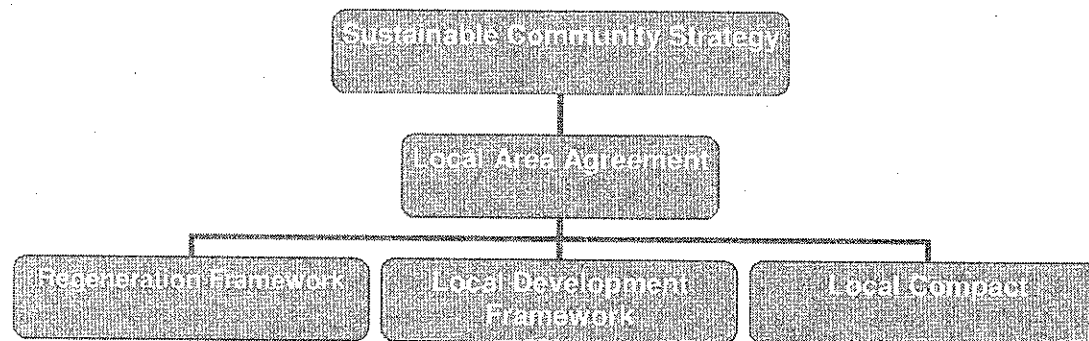 Sustainable Community Strategy
Local Area Agreement
Regeneration Framework
Local Development
Framework
Local Compact